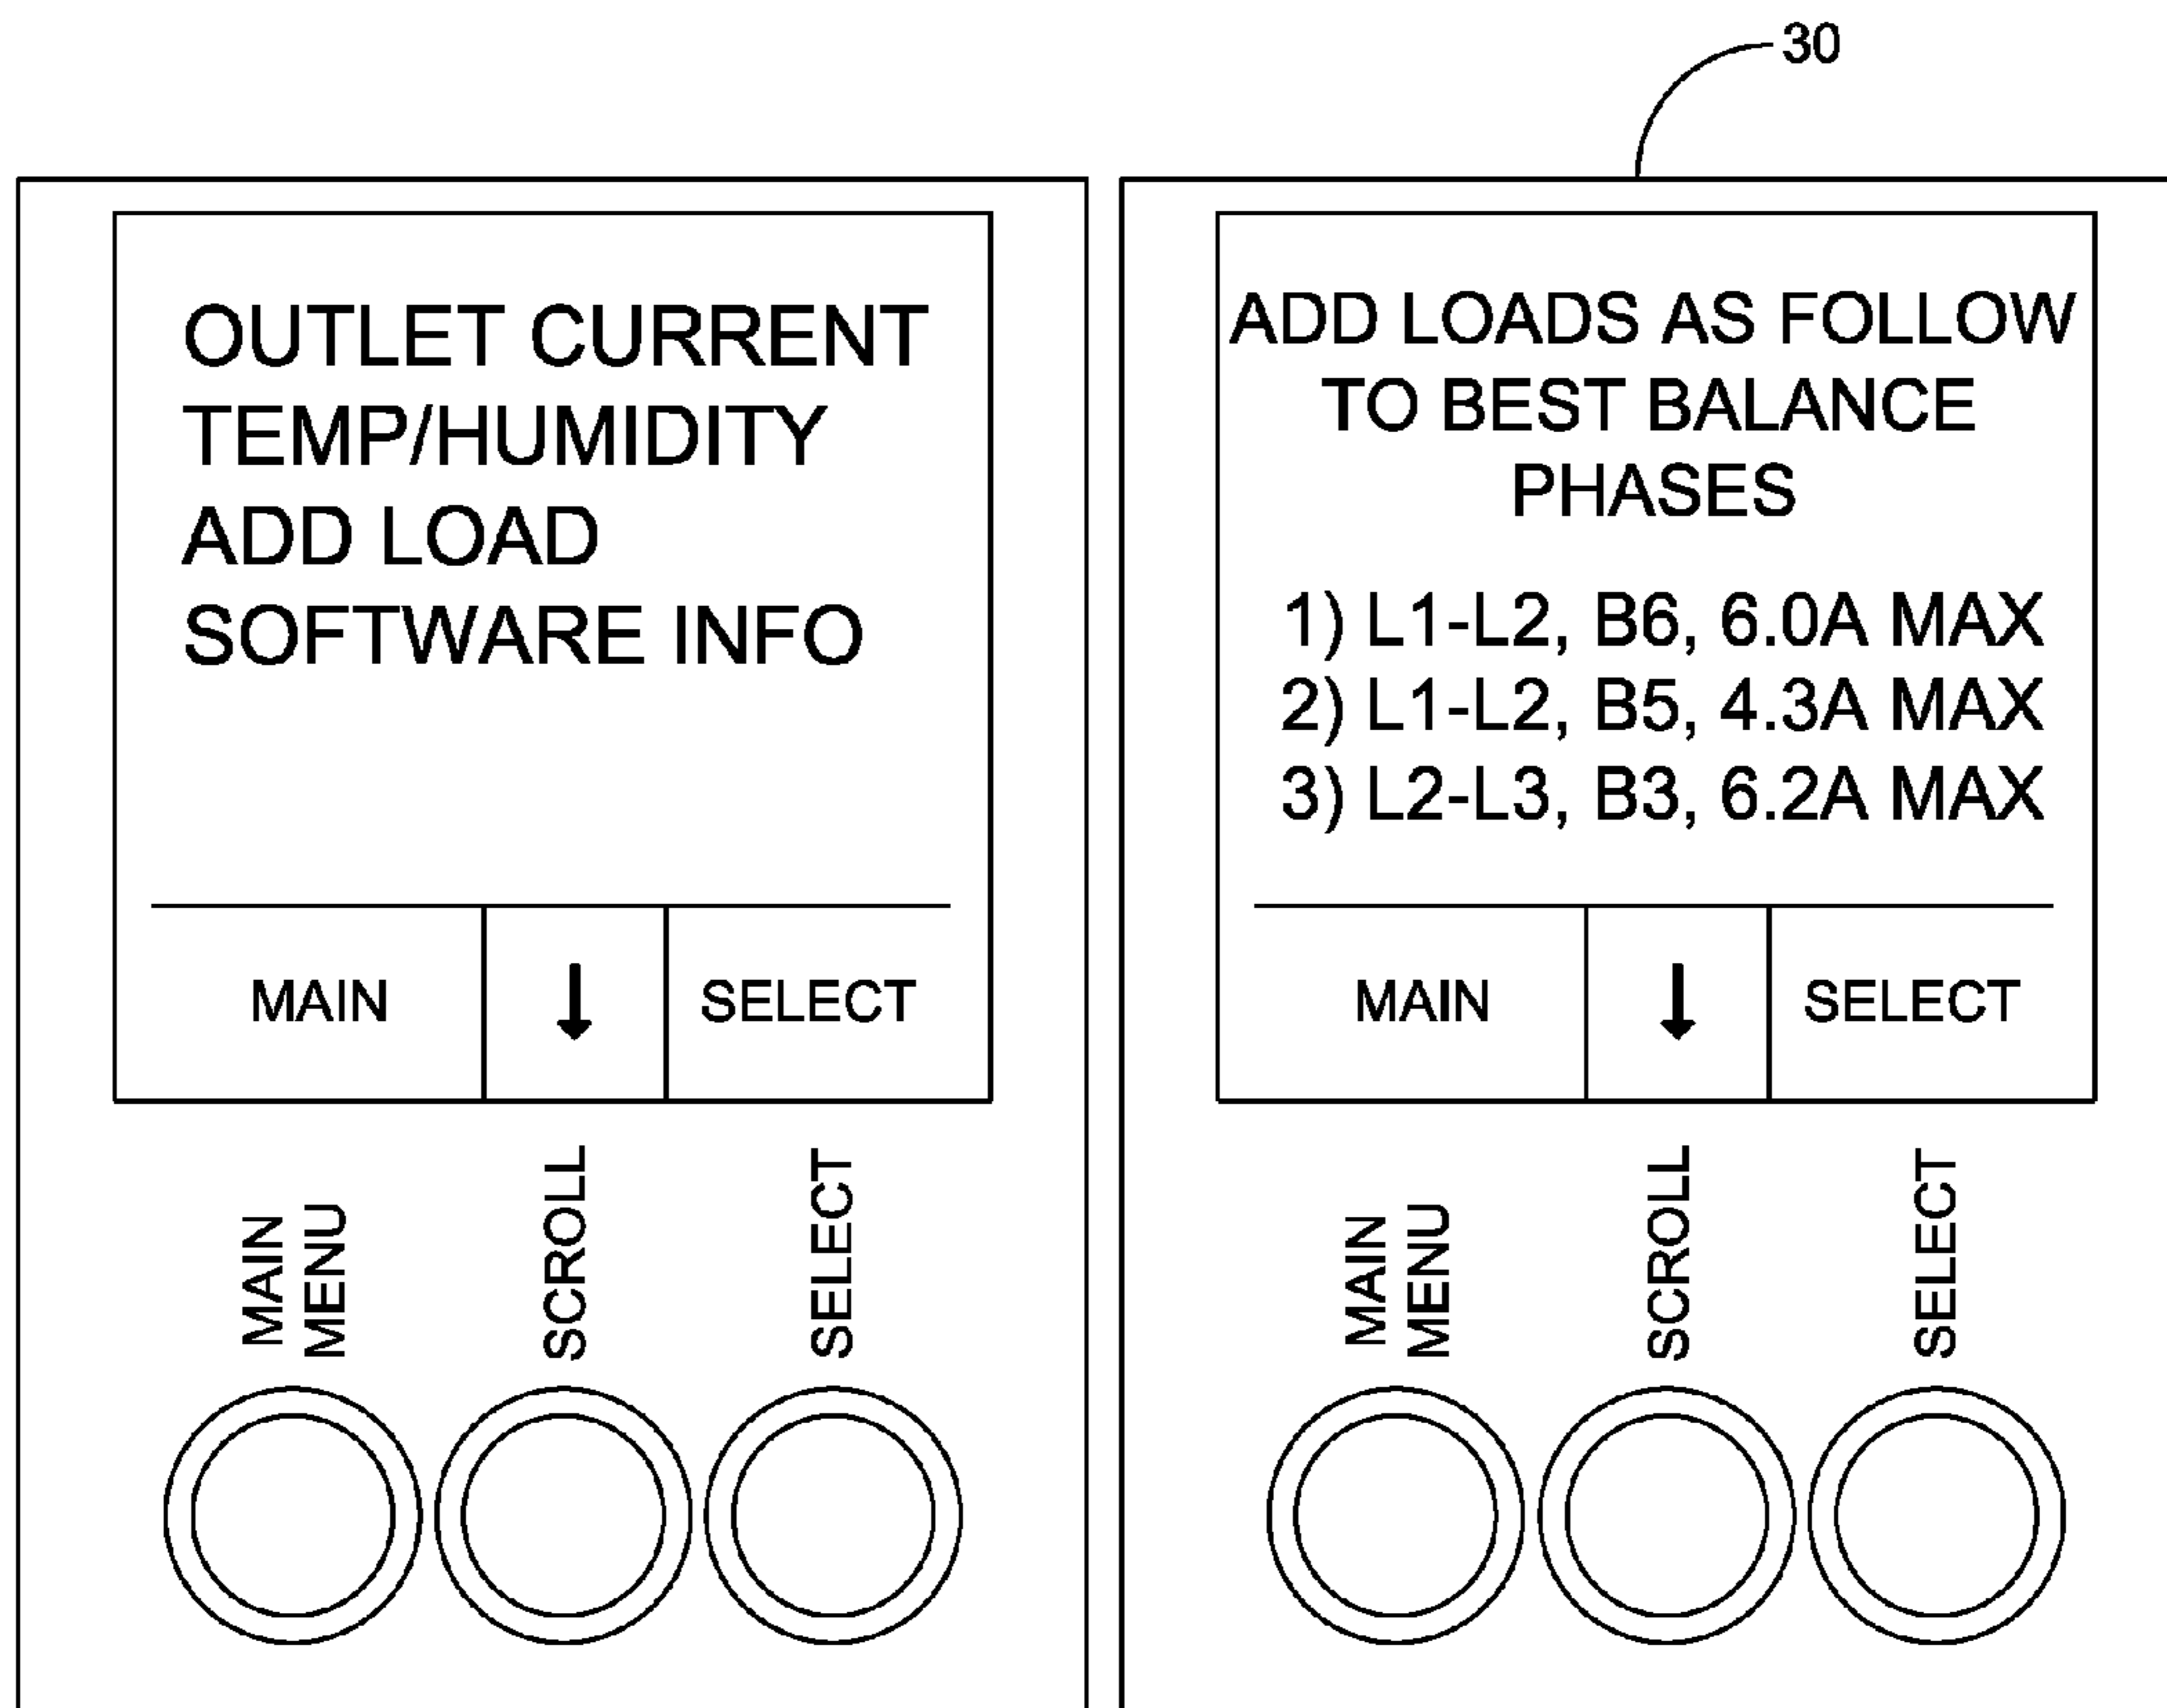 30
OUTLET CURRENT
TEMP/HUMIDITY
ADD LOAD
SOFTWARE INFO
MAIN
↓
SELECT
MAIN
MENU
SCROLL
SELECT
ADD LOADS AS FOLLOW
TO BEST BALANCE
PHASES
1) L1-L2, B6, 6.0A MAX
2) L1-L2, B5, 4.3A MAX
3) L2-L3, B3, 6.2A MAX
MAIN
↓
SELECT
MAIN
MENU
SCROLL
SELECT